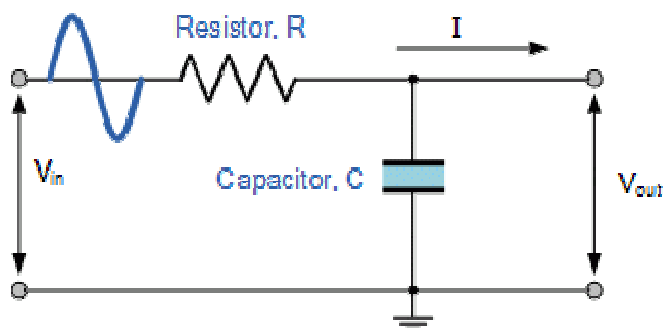 Resistor, R
I
Vin
Capacitor, C
Vout